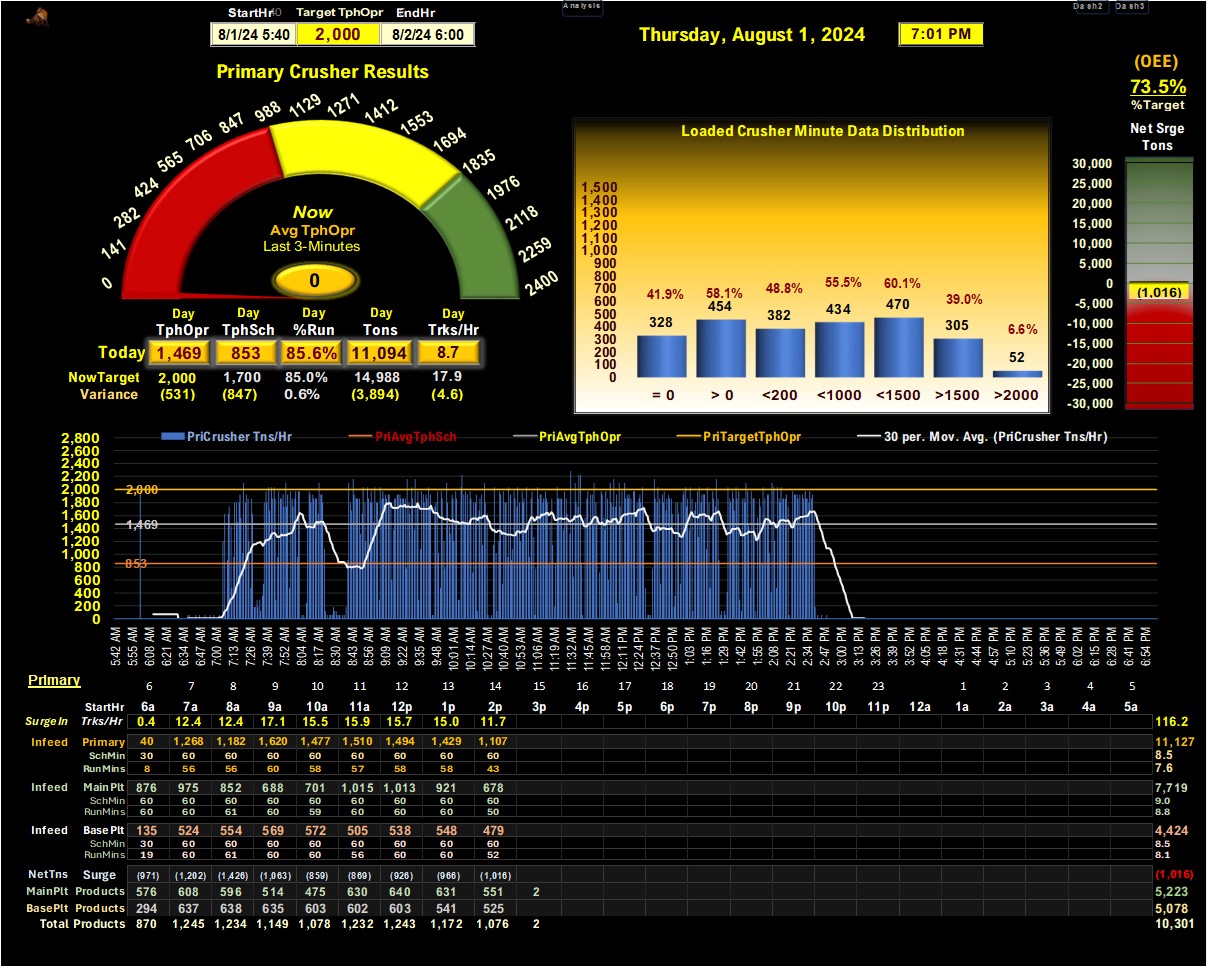 StartHr Target TphOpr EndHr
8/1/24 5:40 2,000 8/2/24 6:00
Analysis
Dash2 Dash3
Thursday, August 1, 2024 7:01 PM
(OEE)
73.5%
%Target
Net Srge
Tons
30,000
25,000
20,000
15,000
10,000
5,000
0
(1,016)
-5,000
-10,000
-15,000
-20,000
-25,000
-30,000
Primary Crusher Results
0 141 282 424 565 706 847 988 1129 1271 1412 1553 1694 1835 1976 2118 2259 2400
Now
Avg TphOpr
Last 3-Minutes
0
Day Day Day Day Day
TphOpr TphSch %Run Tons Trks/Hr
Today 1,469 853 85.6% 11,094 8.7
NowTarget 2,000 1,700 85.0% 14,988 17.9
Variance (531) (847) 0.6% (3,894) (4.6)
Loaded Crusher Minute Data Distribution
1,500
1,400
1,300
1,200
1,100
1,000
900
800
700
600
500
400
300
200
100
0
41.9% 58.1% 48.8% 55.5% 60.1% 39.0% 6.6%
328 454 382 434 470 305 52
= 0 > 0 <200 <1000 <1500 >1500 >2000
PriCrusher Tns/Hr PriAvgTphSch PriAvgTphOpr PriTargetTphOpr 30 per. Mov. Avg. (PriCrusher Tns/Hr)
2,800
2,600
2,400
2,200
2,000
1,800
1,600
1,400
1,200
1,000
800
600
400
200
0
2,000
1,469
853
5:42 AM 5:55 AM 6:08 AM 6:21 AM 6:34 AM 6:47 AM 7:00 AM 7:13 AM 7:26 AM 7:39 AM 7:52 AM 8:04 AM 8:17 AM 8:30 AM 8:43 AM 8:56 AM 9:09 AM 9:22 AM 9:35 AM 9:48 AM 10:01 AM 10:14 AM 10:27 AM 10:40 AM 10:53 AM 11:06 AM 11:19 AM 11:32 AM 11:45 AM 11:58 AM 12:11 PM 12:24 PM 12:37 PM 12:50 PM 1:03 PM 1:16 PM 1:29 PM 1:42 PM 1:55 PM 2:08 PM 2:21 PM 2:34 PM 2:47 PM 3:00 PM 3:13 PM 3:26 PM 3:39 PM 3:52 PM 4:05 PM 4:18 PM 4:31 PM 4:44 PM 4:57 PM 5:10 PM 5:23 PM 5:36 PM 5:49 PM 6:02 PM 6:15 PM 6:28 PM 6:41 PM 6:54 PM
Primary 6 7 8 9 10 11 12 13 14 15 16 17 18 19 20 21 22 23 1 2 3 4 5
StartHr 6a 7a 8a 9a 10a 11a 12p 1p 2p 3p 4p 5p 6p 7p 8p 9p 10p 11p 12a 1a 2a 3a 4a 5a
SurgeIn Trks/Hr 0.4 12.4 12.4 17.1 15.5 15.9 15.7 15.0 11.7 116.2
Infeed Primary 40 1,268 1,182 1,620 1,477 1,510 1,494 1,429 1,107 11,127
SchMin 30 60 60 60 60 60 60 60 60 8.5
RunMins 8 56 56 60 58 57 58 58 43 7.6
Infeed MainPlt 876 975 852 688 701 1,015 1,013 921 678 7,719
SchMin 60 60 60 60 60 60 60 60 60 9.0
RunMins 60 60 61 60 59 60 60 60 50 8.8
Infeed Base Plt 135 524 554 569 572 505 538 548 479 4,424
SchMin 30 60 60 60 60 60 60 60 60 8.5
RunMins 19 60 61 60 60 56 60 60 52 8.1
NetTns Surge (971) (1,202) (1,426) (1,063) (859) (869) (926) (966) (1,016) (1,016)
MainPlt Products 576 608 596 514 475 630 640 631 551 2 5,223
BasePlt Products 294 637 638 635 603 602 603 541 525 5,078
Total Products 870 1,245 1,234 1,149 1,078 1,232 1,243 1,172 1,076 2 10,301